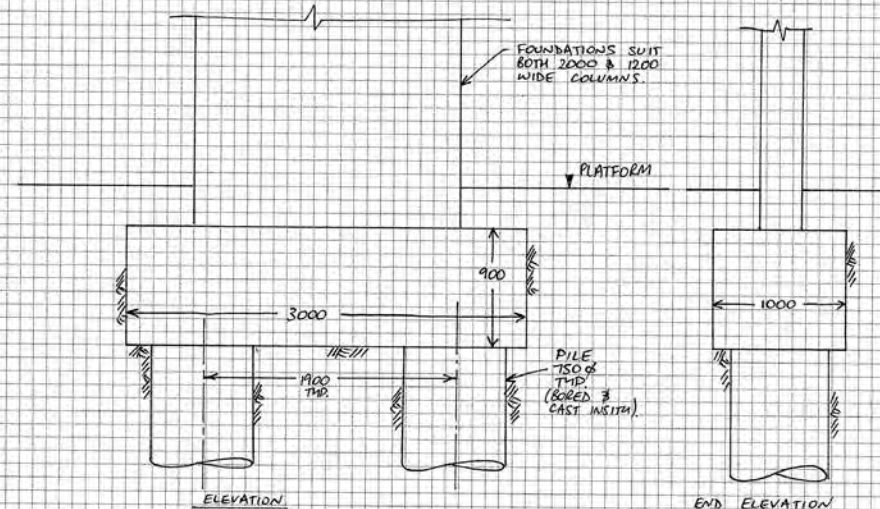 FOUNDATIONS SUIT
BOTH 2000 & 1200
WIDE COLUMNS.
PLATFORM
900
3000
1000
1900
TYP.
PILE
750 φ
TYP.
(BORED &
CAST INSITU).
ELEVATION
END ELEVATION